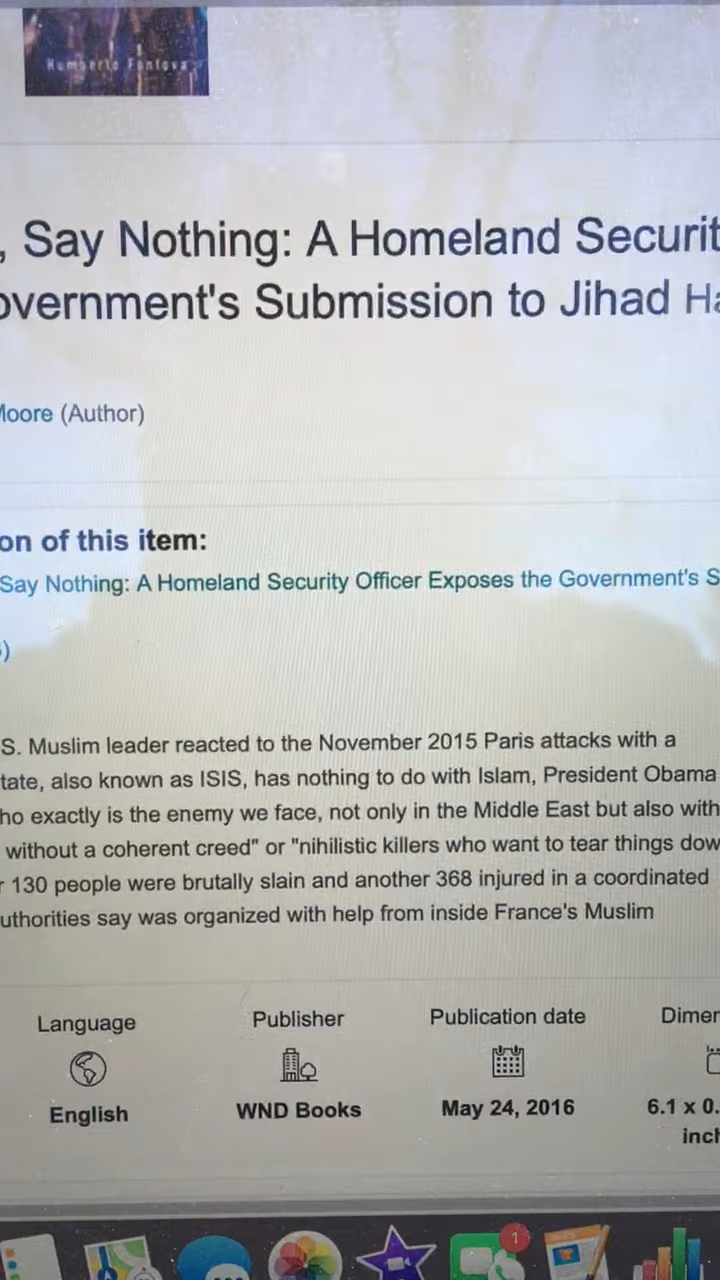 Humberto Fontova
, Say Nothing: A Homeland Securit
overnment's Submission to Jihad Ha
Moore (Author)
on of this item:
Say Nothing: A Homeland Security Officer Exposes the Government's S
)
S. Muslim leader reacted to the November 2015 Paris attacks with a
tate, also known as ISIS, has nothing to do with Islam, President Obama
ho exactly is the enemy we face, not only in the Middle East but also with
without a coherent creed" or "nihilistic killers who want to tear things dow
r 130 people were brutally slain and another 368 injured in a coordinated
uthorities say was organized with help from inside France's Muslim
Language Publisher Publication date Dimen
English WND Books May 24, 2016 6.1 x 0.
inch
1